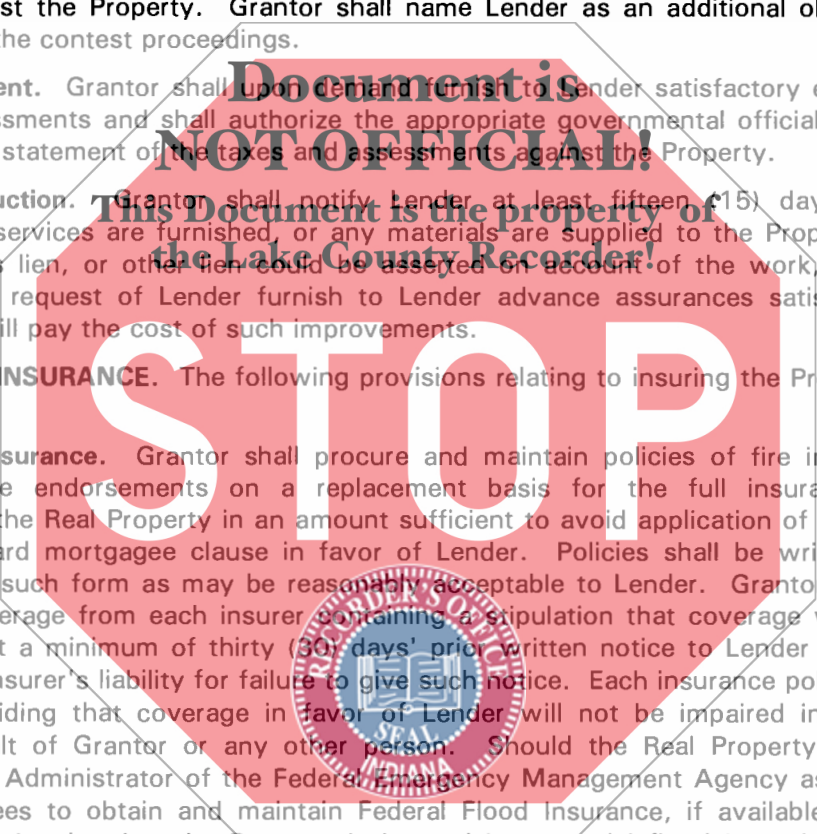 st the Property. Grantor shall name Lender as an additional ob
the contest proceedings.
ent. Grantor shall upon demand furnish to Lender satisfactory e
ssments and shall authorize the appropriate governmental official
statement of the taxes and assessments against the Property.
Document is
NOT OFFICIAL!
This Document is the property of
the Lake County Recorder!
uction. Grantor shall notify Lender at least fifteen (15) day
services are furnished, or any materials are supplied to the Prop
s lien, or other lien could be asserted on account of the work,
request of Lender furnish to Lender advance assurances satis
ill pay the cost of such improvements.
STOP
INSURANCE. The following provisions relating to insuring the Pr
surance. Grantor shall procure and maintain policies of fire in
e endorsements on a replacement basis for the full insura
the Real Property in an amount sufficient to avoid application of
ard mortgagee clause in favor of Lender. Policies shall be wri
such form as may be reasonably acceptable to Lender. Granto
erage from each insurer containing a stipulation that coverage w
t a minimum of thirty (30) days' prior written notice to Lender
nsurer's liability for failure to give such notice. Each insurance po
iding that coverage in favor of Lender will not be impaired in
lt of Grantor or any other person. Should the Real Property
Administrator of the Federal Emergency Management Agency as
ees to obtain and maintain Federal Flood Insurance, if available
RECORDER'S OFFICE
SEAL
INDIANA